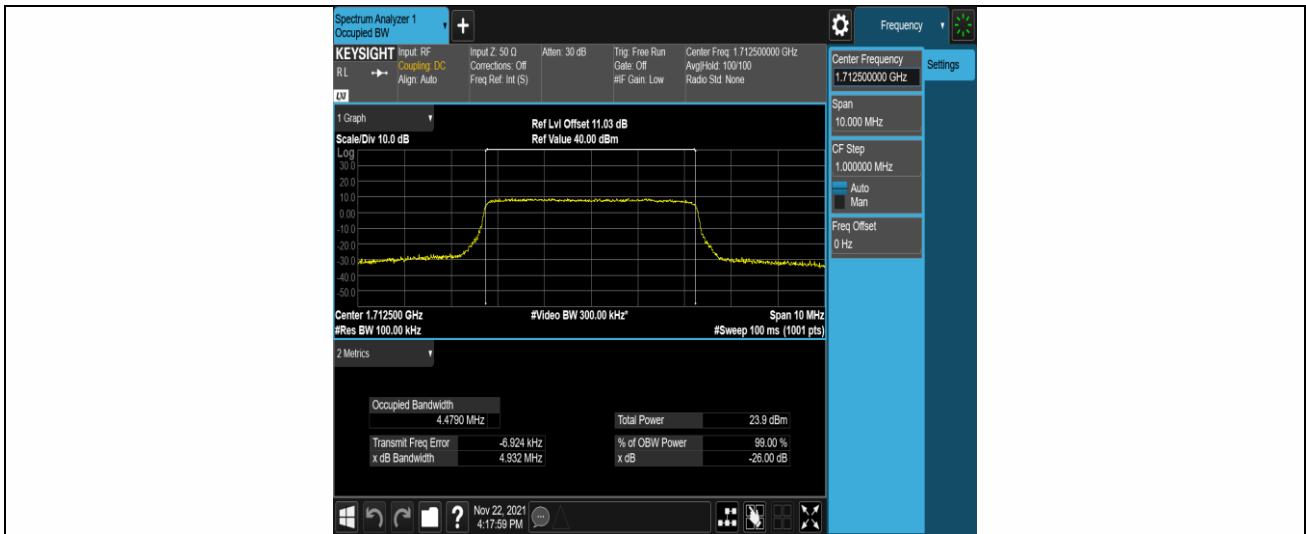 Spectrum Analyzer 1
Occupied BW
+
Frequency
KEYSIGHT
Input: RF
Input Z: 50 Ω
Atten: 30 dB
Trig: Free Run
Center Freq: 1.712500000 GHz
RL
Coupling: DC
Corrections: Off
Gate: Off
Avg|Hold: 100/100
Align: Auto
Freq Ref: Int (S)
#IF Gain: Low
Radio Std: None
LXI
Center Frequency
1.712500000 GHz
Settings
Span
10.000 MHz
CF Step
1.000000 MHz
Auto
Man
Freq Offset
0 Hz
1 Graph
Ref Lvl Offset 11.03 dB
Scale/Div 10.0 dB
Ref Value 40.00 dBm
Log
30.0
20.0
10.0
0.00
-10.0
-20.0
-30.0
-40.0
-50.0
Center 1.712500 GHz
#Video BW 300.00 kHz*
Span 10 MHz
#Res BW 100.00 kHz
#Sweep 100 ms (1001 pts)
2 Metrics
Occupied Bandwidth
4.4790 MHz
Total Power
23.9 dBm
Transmit Freq Error
-6.924 kHz
% of OBW Power
99.00 %
x dB Bandwidth
4.932 MHz
x dB
-26.00 dB
?
Nov 22, 2021
4:17:59 PM